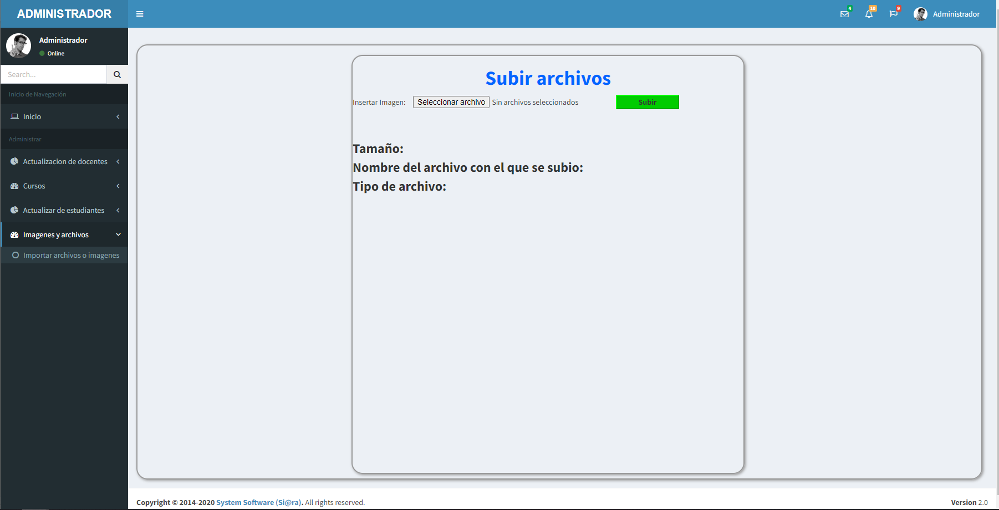 ADMINISTRADOR
4
10
9
Administrador
Administrador
Online
Search...
Inicio de Navegación
Inicio
Administrar
Actualizacion de docentes
Cursos
Actualizar de estudiantes
Imagenes y archivos
Importar archivos o imagenes
Subir archivos
Insertar Imagen: Seleccionar archivo Sin archivos seleccionados Subir
Tamaño:
Nombre del archivo con el que se subio:
Tipo de archivo:
Copyright © 2014-2020 System Software (Si@ra). All rights reserved.
Version 2.0